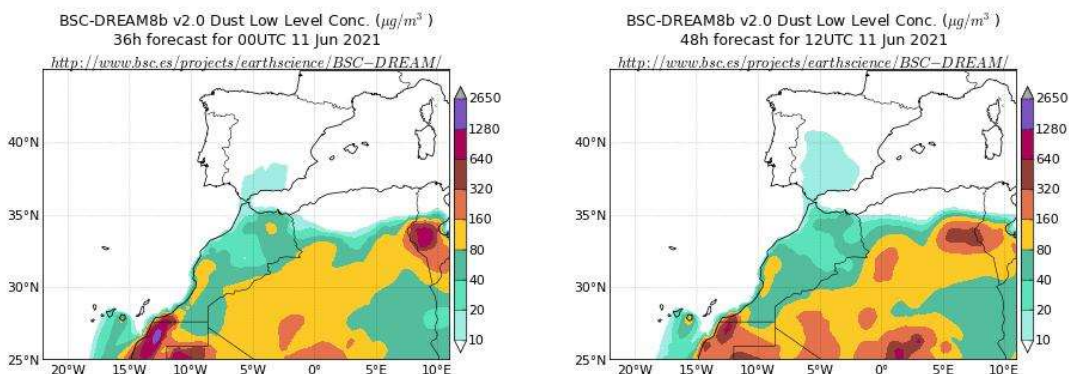 BSC-DREAM8b v2.0 Dust Low Level Conc. (μg/m³ )
36h forecast for 00UTC 11 Jun 2021
http://www.bsc.es/projects/earthscience/BSC−DREAM/
2650
1280
640
320
160
80
40
20
10
40°N
35°N
30°N
25°N
20°W 15°W 10°W 5°W 0°E 5°E 10°E
BSC-DREAM8b v2.0 Dust Low Level Conc. (μg/m³ )
48h forecast for 12UTC 11 Jun 2021
http://www.bsc.es/projects/earthscience/BSC−DREAM/
2650
1280
640
320
160
80
40
20
10
40°N
35°N
30°N
25°N
20°W 15°W 10°W 5°W 0°E 5°E 10°E